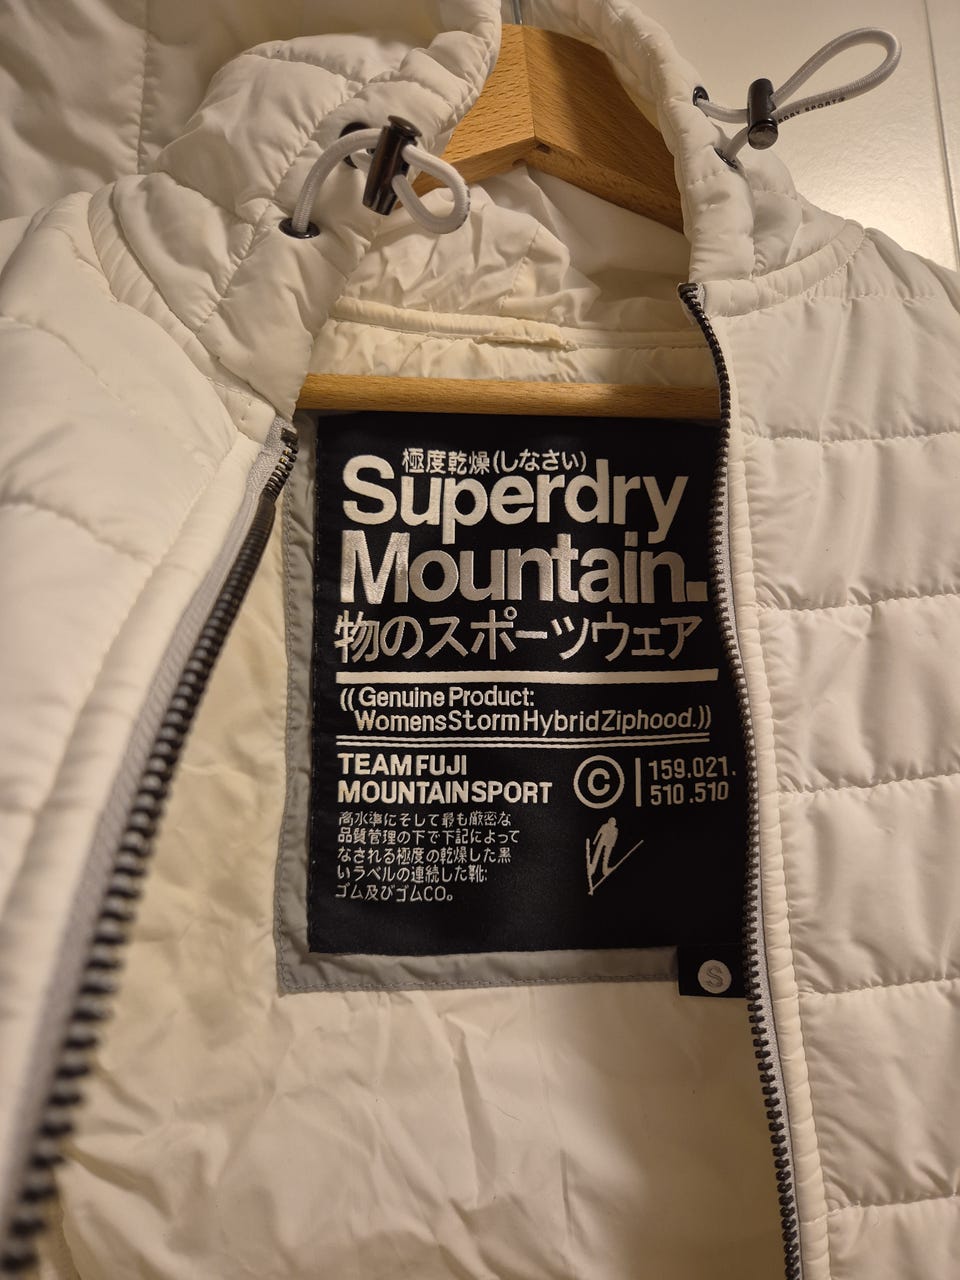 極度乾燥(しなさい)
Superdry
Mountain.
物のスポーツウェア
((Genuine Product:
WomensStormHybridZiphood.))
TEAM FUJI
MOUNTAINSPORT
© 159.021.
510.510
高水準にそして最も厳密な
品質管理の下で下記によって
なされる極度の乾燥した黒
いラベルの連続した靴:
ゴム及びゴムCO。
S
RDRY SPORT®